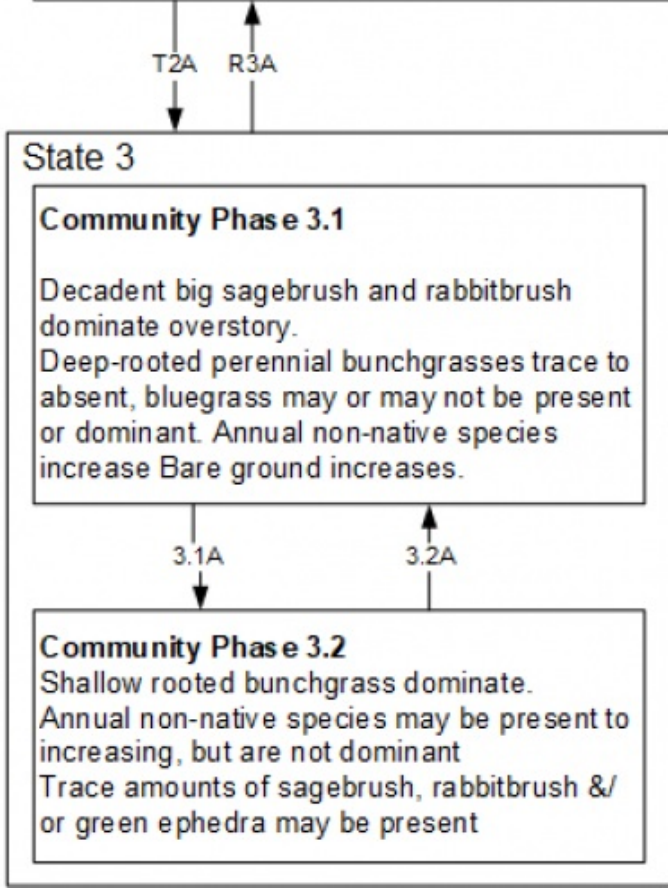 T2A R3A
State 3
Community Phase 3.1
Decadent big sagebrush and rabbitbrush
dominate overstory.
Deep-rooted perennial bunchgrasses trace to
absent, bluegrass may or may not be present
or dominant. Annual non-native species
increase Bare ground increases.
3.1A 3.2A
Community Phase 3.2
Shallow rooted bunchgrass dominate.
Annual non-native species may be present to
increasing, but are not dominant
Trace amounts of sagebrush, rabbitbrush &/
or green ephedra may be present